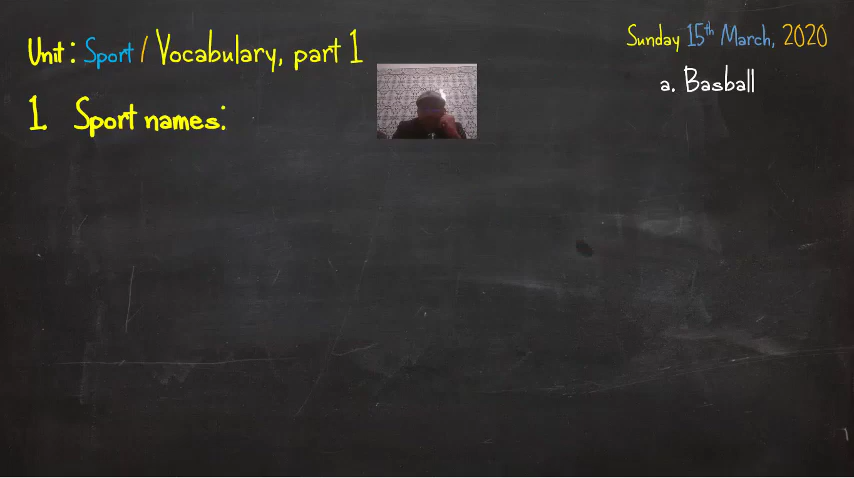 Unit: Sport / Vocabulary, part 1
Sunday 15th March, 2020
a. Basball
1. Sport names: